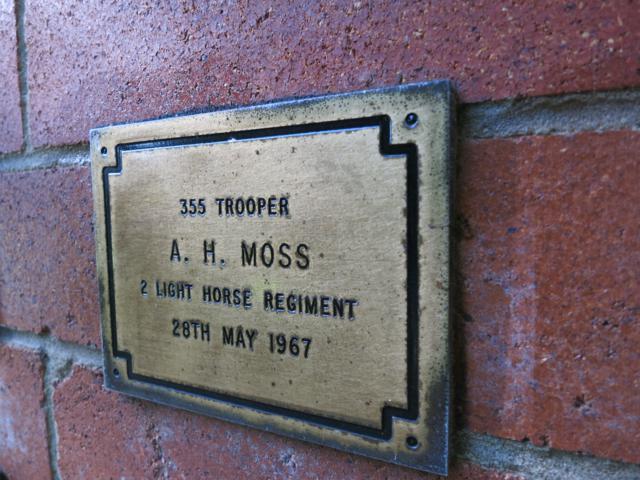 355 TROOPER
A. H. MOSS
2 LIGHT HORSE REGIMENT
28TH MAY 1967